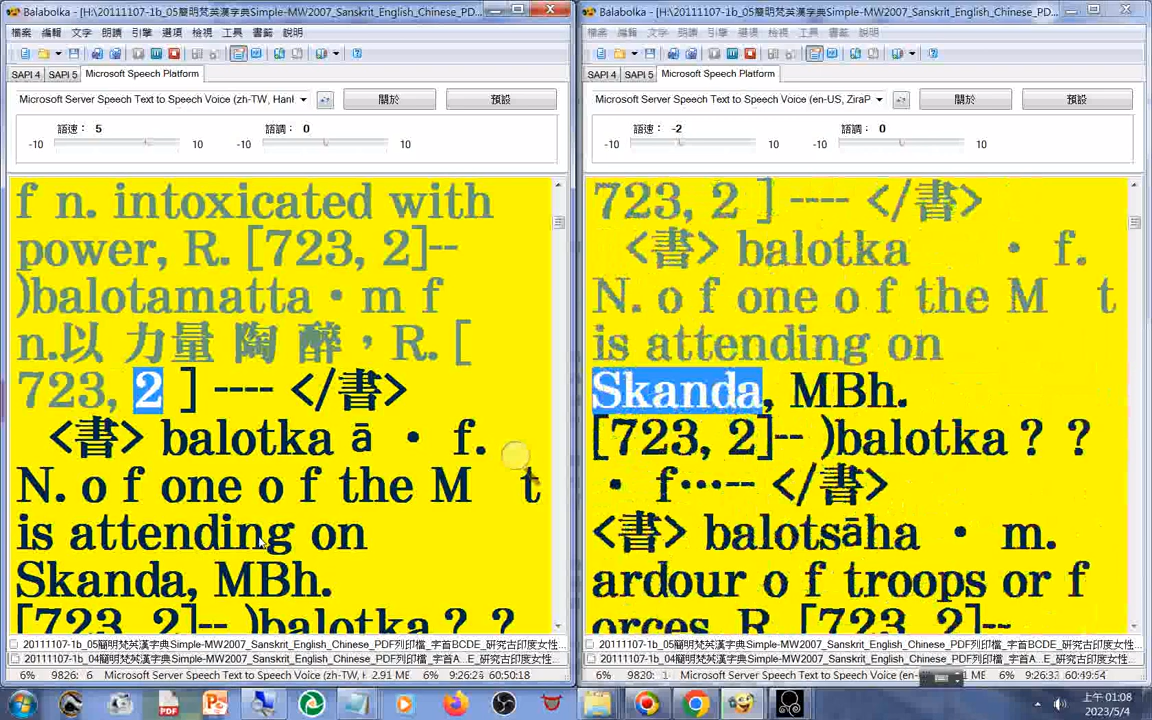 Balabolka - [H:\20111107-1b_05簡明梵英漢字典Simple-MW2007_Sanskrit_English_Chinese_PD...
檔案 編輯 文字 朗讀 引擎 選項 檢視 工具 書籤 說明
SAPI 4 SAPI 5 Microsoft Speech Platform
Microsoft Server Speech Text to Speech Voice (zh-TW, Hanl
關於
預設
語速： 5 語調： 0
-10 10 -10 10
f n. intoxicated with
power, R. [723, 2]--
)balotamatta • m f
n.以 力量 陶 醉，R. [
723, 2 ] ---- </書>
<書> balotka ā • f.
N. o f one o f the M t
is attending on
Skanda, MBh.
[723, 2]-- )balotka ? ?
20111107-1b_05簡明梵英漢字典Simple-MW2007_Sanskrit_English_Chinese_PDF列印檔_字首BCDE_研究古印度女性...
20111107-1b_04簡明梵英漢字典Simple-MW2007_Sanskrit_English_Chinese_PDF列印檔_字首A...E_研究古印度女性...
6% 9826: 6 Microsoft Server Speech Text to Speech Voice (zh-TW, H 2.91 MB 6% 9:26:24 60:50:18
Balabolka - [H:\20111107-1b_05簡明梵英漢字典Simple-MW2007_Sanskrit_English_Chinese_PD...
檔案 編輯 文字 朗讀 引擎 選項 檢視 工具 書籤 說明
SAPI 4 SAPI 5 Microsoft Speech Platform
Microsoft Server Speech Text to Speech Voice (en-US, ZiraP
關於
預設
語速： -2 語調： 0
-10 10 -10 10
723, 2 ] ---- </書>
<書> balotka • f.
N. o f one o f the M t
is attending on
Skanda, MBh.
[723, 2]-- )balotka ? ?
• f…-- </書>
<書> balotsāha • m.
ardour o f troops or f
orces, R. [723, 2]--
20111107-1b_05簡明梵英漢字典Simple-MW2007_Sanskrit_English_Chinese_PDF列印檔_字首BCDE_研究古印度女性...
20111107-1b_04簡明梵英漢字典Simple-MW2007_Sanskrit_English_Chinese_PDF列印檔_字首A...E_研究古印度女性...
6% 9820: 1 Microsoft Server Speech Text to Speech Voice (en-U 2.91 MB 6% 9:26:33 60:49:54
PDF
上午 01:08
2023/5/4